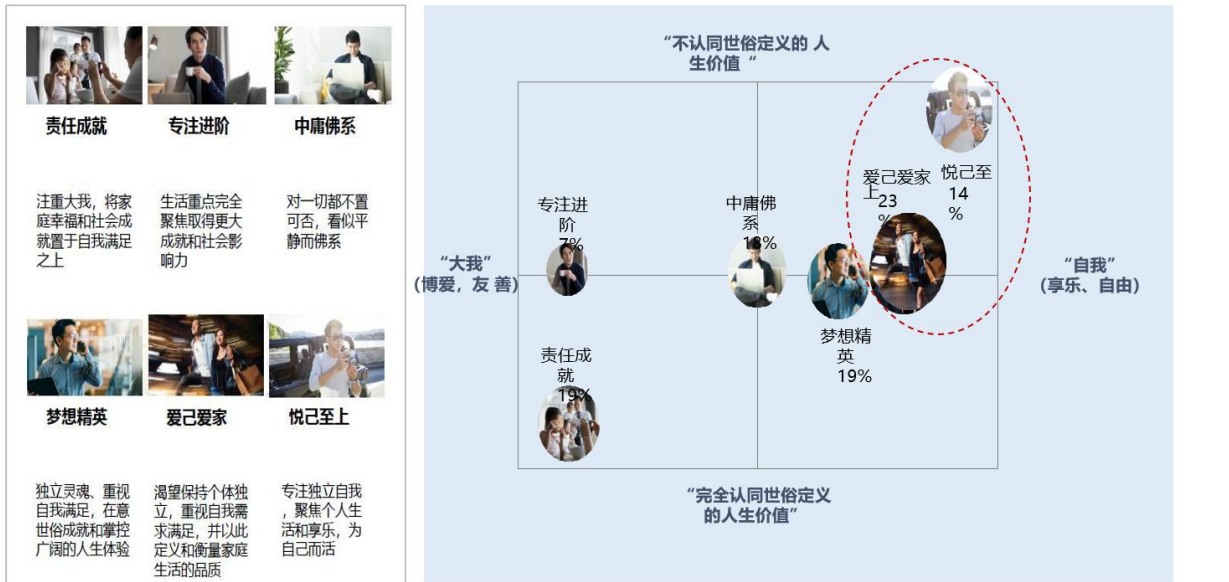 责任成就
专注进阶
中庸佛系
注重大我，将家
庭幸福和社会成
就置于自我满足
之上
生活重点完全
聚焦取得更大
成就和社会影
响力
对一切都不置
可否，看似平
静而佛系
梦想精英
爱己爱家
悦己至上
独立灵魂、重视
自我满足，在意
世俗成就和掌控
广阔的人生体验
渴望保持个体独
立，重视自我需
求满足，并以此
定义和衡量家庭
生活的品质
专注独立自我
，聚焦个人生
活和享乐，为
自己而活
“不认同世俗定义的 人
生价值 “
悦己至
上
14
%
爱己爱家
23
%
专注进
阶
7%
中庸佛
系
18%
“大我”
(博爱，友 善)
“自我”
(享乐、自由)
梦想精
英
19%
责任成
就
19%
“完全认同世俗定义
的人生价值”